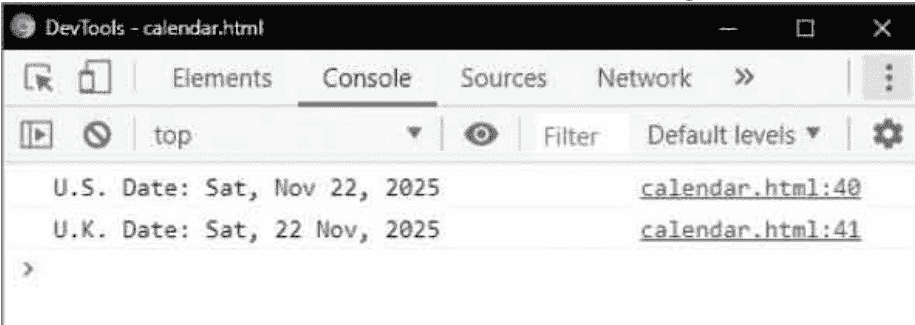 DevTools - calendar.html
Elements Console Sources Network »
top Filter Default levels
U.S. Date: Sat, Nov 22, 2025 calendar.html:40
U.K. Date: Sat, 22 Nov, 2025 calendar.html:41
>